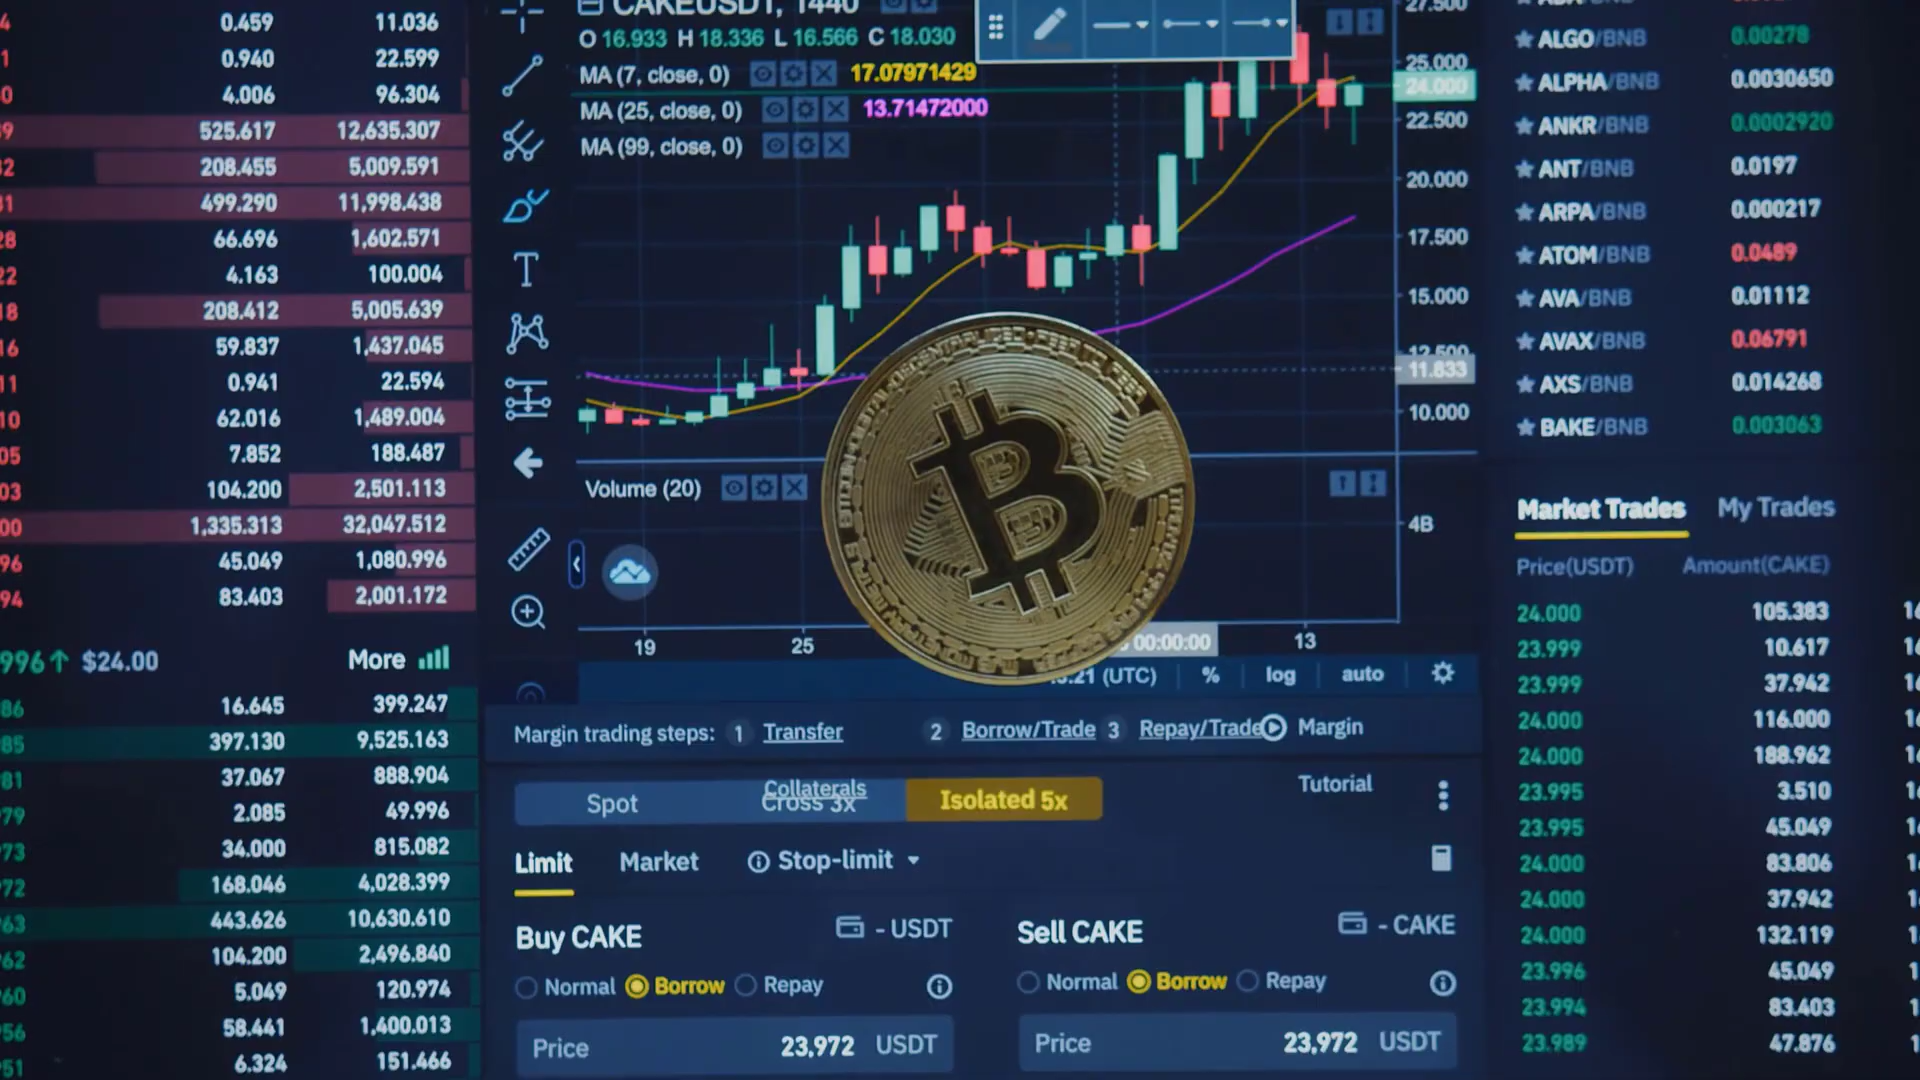 0.459 11.036
0.940 22.599
4.006 96.304
525.617 12,635.307
208.455 5,009.591
499.290 11,998.438
66.696 1,602.571
4.163 100.004
208.412 5,005.639
59.837 1,437.045
0.941 22.594
62.016 1,489.004
7.852 188.487
104.200 2,501.113
1,335.313 32,047.512
45.049 1,080.996
83.403 2,001.172
996↑ $24.00 More
16.645 399.247
397.130 9,525.163
37.067 888.904
2.085 49.996
34.000 815.082
168.046 4,028.399
443.626 10,630.610
104.200 2,496.840
5.049 120.974
58.441 1,400.013
6.324 151.466
CAKEUSDT, 1440
O 16.933 H 18.336 L 16.566 C 18.030
MA (7, close, 0) 17.07971429
MA (25, close, 0) 13.71472000
MA (99, close, 0)
27.500
25.000
24.000
22.500
20.000
17.500
15.000
12.500
11.833
10.000
Volume (20)
4B
19 25 00:00:00 13
21 (UTC) % log auto
Margin trading steps: 1 Transfer 2 Borrow/Trade 3 Repay/Trade Margin
Tutorial
Collaterals
Spot Cross 3x Isolated 5x
Limit Market Stop-limit
Buy CAKE - USDT
Normal Borrow Repay
Price 23,972 USDT
Sell CAKE - CAKE
Normal Borrow Repay
Price 23,972 USDT
ALGO/BNB 0.00278
ALPHA/BNB 0.0030650
ANKR/BNB 0.0002920
ANT/BNB 0.0197
ARPA/BNB 0.000217
ATOM/BNB 0.0489
AVA/BNB 0.01112
AVAX/BNB 0.06791
AXS/BNB 0.014268
BAKE/BNB 0.003063
Market Trades My Trades
Price(USDT) Amount(CAKE)
24.000 105.383
23.999 10.617
23.999 37.942
24.000 116.000
24.000 188.962
23.995 3.510
23.995 45.049
24.000 83.806
24.000 37.942
24.000 132.119
23.996 45.049
23.994 83.403
23.989 47.876